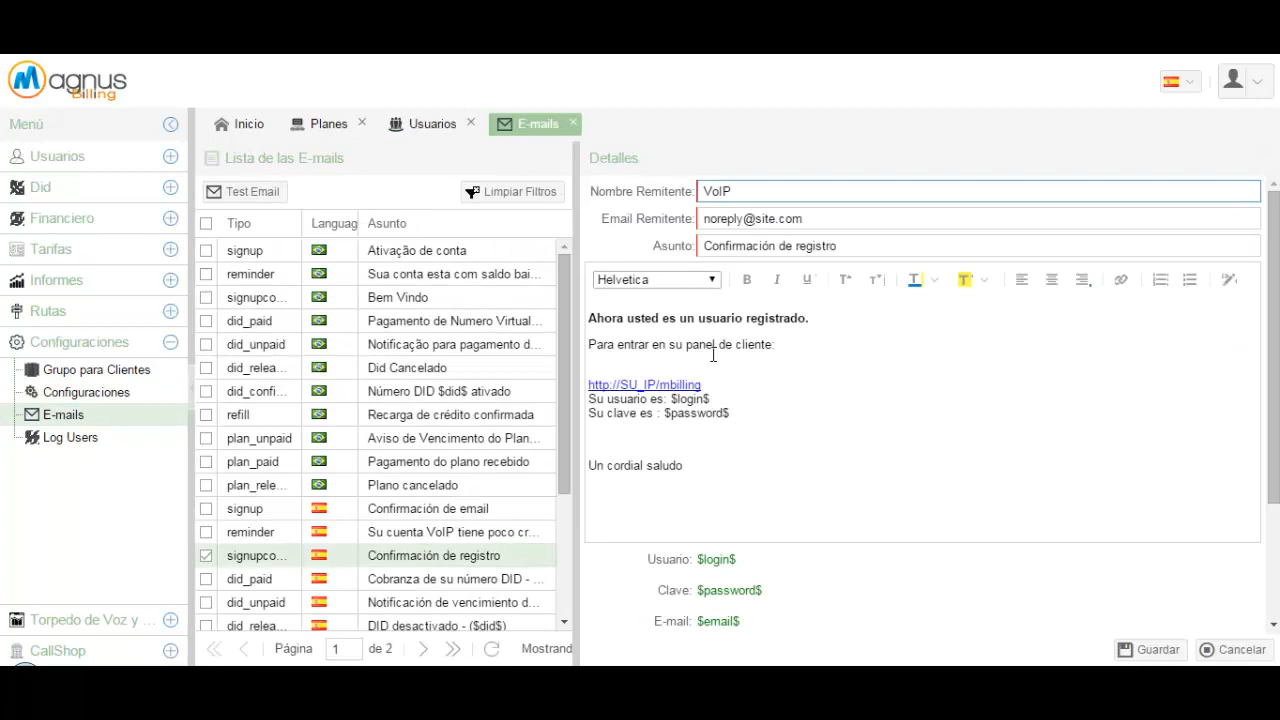 Magnus
Billing
Menú
Usuarios
Did
Financiero
Tarifas
Informes
Rutas
Configuraciones
Grupo para Clientes
Configuraciones
E-mails
Log Users
Torpedo de Voz y ...
CallShop
Inicio
Planes
Usuarios
E-mails
Lista de las E-mails
Test Email
Limpiar Filtros
Tipo Languag Asunto
signup Ativação de conta
reminder Sua conta esta com saldo bai...
signupco... Bem Vindo
did_paid Pagamento de Numero Virtual...
did_unpaid Notificação para pagamento d...
did_relea... Did Cancelado
did_confi... Número DID $did$ ativado
refill Recarga de crédito confirmada
plan_unpaid Aviso de Vencimento do Plan...
plan_paid Pagamento do plano recebido
plan_rele... Plano cancelado
signup Confirmación de email
reminder Su cuenta VoIP tiene poco cr...
signupco... Confirmación de registro
did_paid Cobranza de su número DID - ...
did_unpaid Notificación de vencimiento d...
did_relea... DID desactivado - ($did$)
Página 1 de 2 Mostrand
Detalles
Nombre Remitente: VoIP
Email Remitente: noreply@site.com
Asunto: Confirmación de registro
Helvetica B I U T T T T
Ahora usted es un usuario registrado.
Para entrar en su panel de cliente:
http://SU_IP/mbilling
Su usuario es: $login$
Su clave es : $password$
Un cordial saludo
Usuario: $login$
Clave: $password$
E-mail: $email$
Guardar
Cancelar